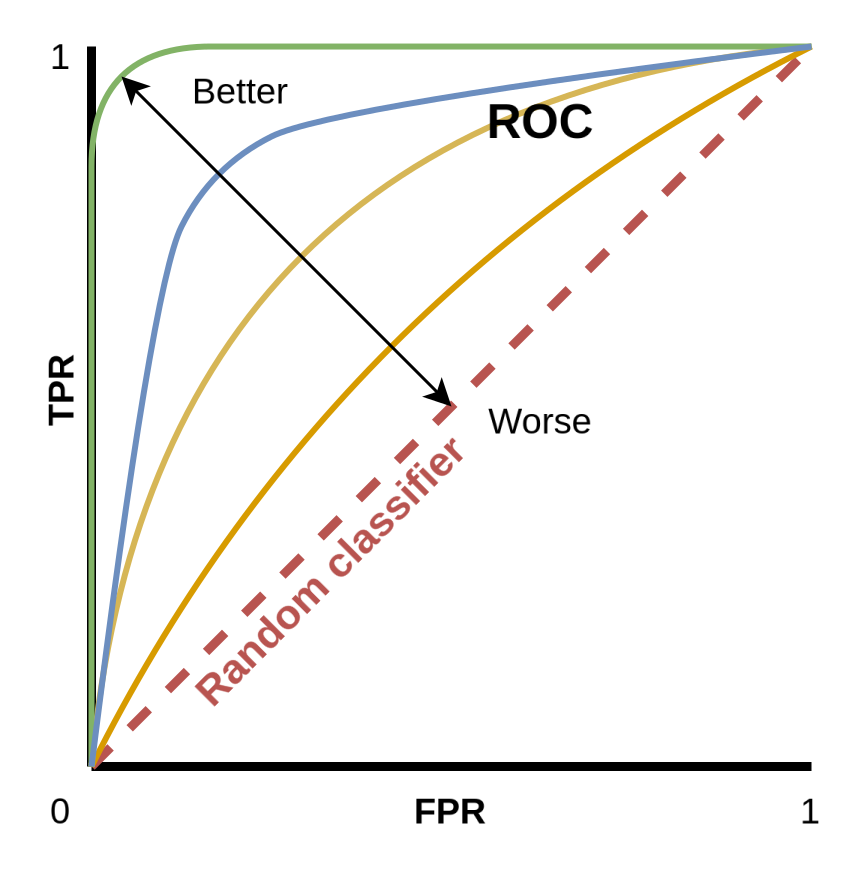 1
Better
ROC
TPR
Worse
Random classifier
0
FPR
1